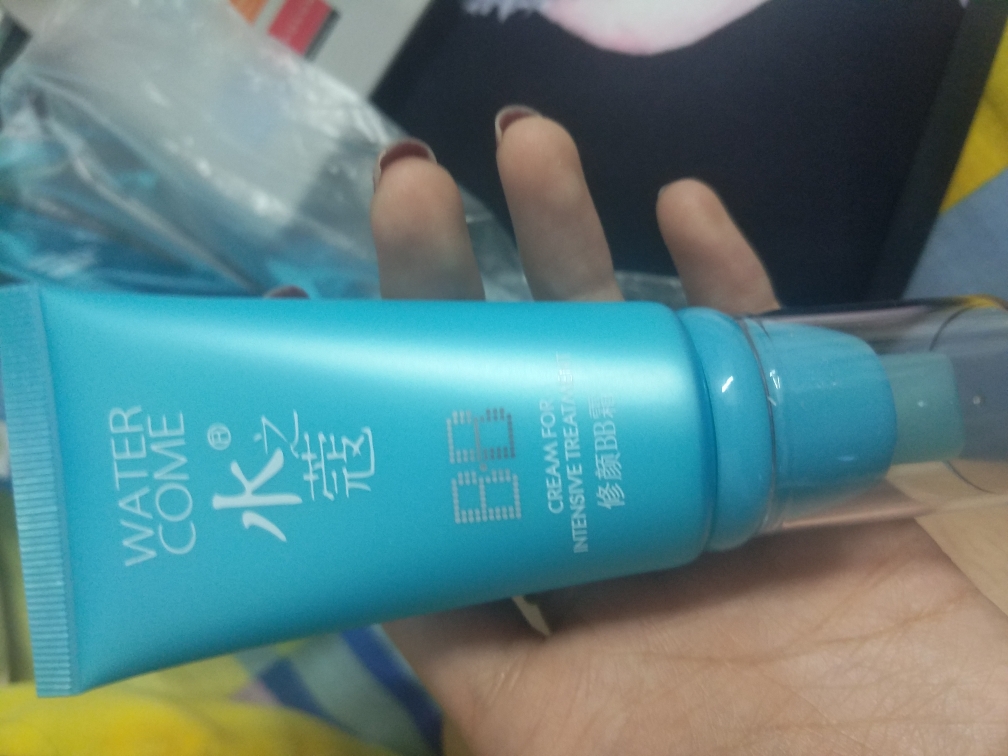 WATER
COME
水之蔻®
BB
CREAM FOR
INTENSIVE TREATMENT
修颜BB霜